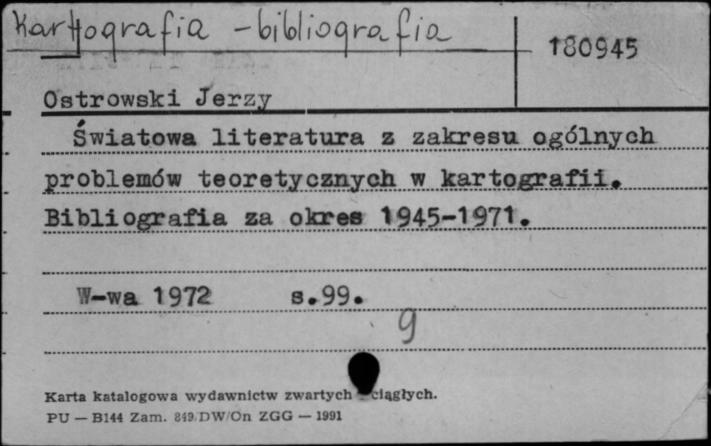 Kartografia - bibliografia
180945
Ostrowski Jerzy
Światowa literatura z zakresu ogólnych
problemów teoretycznych w kartografii.
Bibliografia za okres 1945-1971.
W-wa 1972 s.99.
g
Karta katalogowa wydawnictw zwartych ciągłych.
PU — B144 Zam. 849 DW/On ZGG — 1991